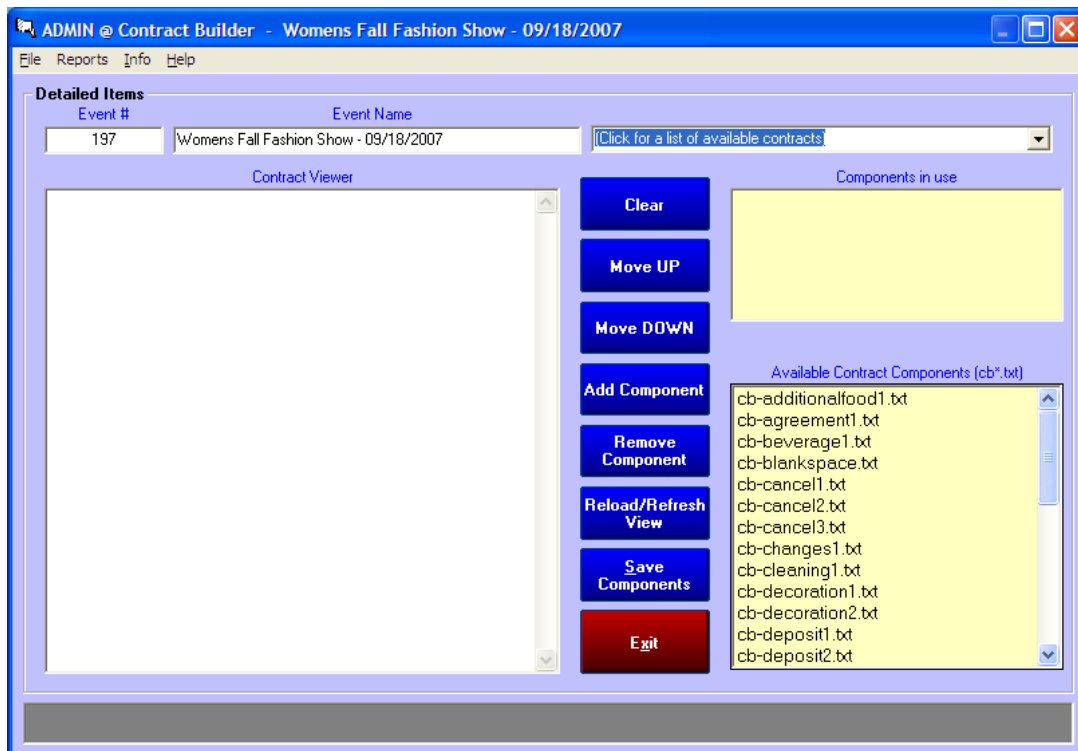 ADMIN @ Contract Builder - Womens Fall Fashion Show - 09/18/2007
File Reports Info Help
Detailed Items
Event # Event Name
197 Womens Fall Fashion Show - 09/18/2007 (Click for a list of available contracts)
Contract Viewer Components in use
Clear
Move UP
Move DOWN
Add Component
Remove
Component
Reload/Refresh
View
Save
Components
Exit
Available Contract Components (cb*.txt)
cb-additionalfood1.txt
cb-agreement1.txt
cb-beverage1.txt
cb-blankspace.txt
cb-cancel1.txt
cb-cancel2.txt
cb-cancel3.txt
cb-changes1.txt
cb-cleaning1.txt
cb-decoration1.txt
cb-decoration2.txt
cb-deposit1.txt
cb-deposit2.txt